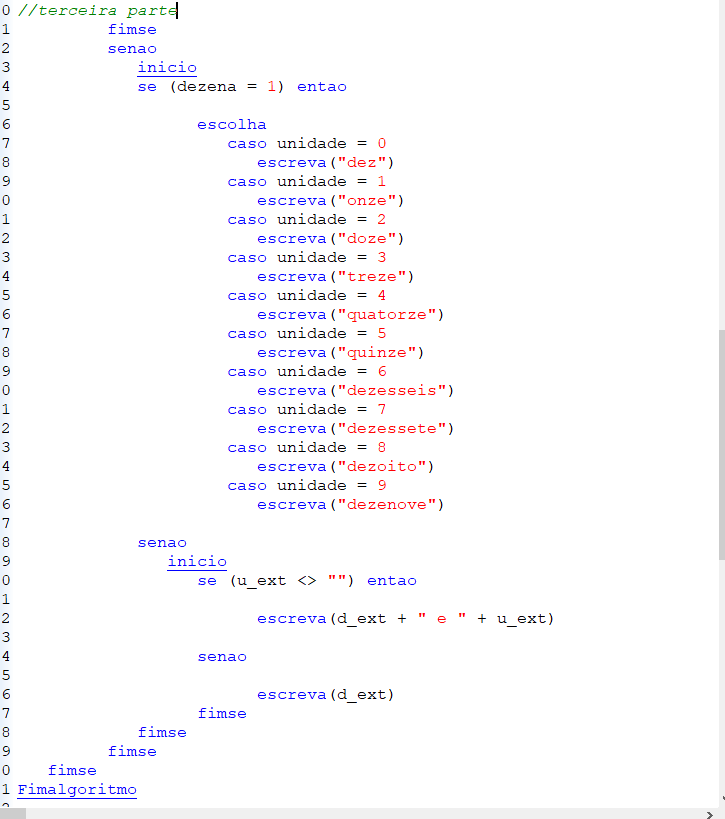 0 //terceira parte
1 fimse
2 senao
3 inicio
4 se (dezena = 1) entao
5
6 escolha
7 caso unidade = 0
8 escreva("dez")
9 caso unidade = 1
0 escreva("onze")
1 caso unidade = 2
2 escreva("doze")
3 caso unidade = 3
4 escreva("treze")
5 caso unidade = 4
6 escreva("quatorze")
7 caso unidade = 5
8 escreva("quinze")
9 caso unidade = 6
0 escreva("dezesseis")
1 caso unidade = 7
2 escreva("dezessete")
3 caso unidade = 8
4 escreva("dezoito")
5 caso unidade = 9
6 escreva("dezenove")
7
8 senao
9 inicio
0 se (u_ext <> "") entao
1
2 escreva(d_ext + " e " + u_ext)
3
4 senao
5
6 escreva(d_ext)
7 fimse
8 fimse
9 fimse
0 fimse
1 Fimalgoritmo